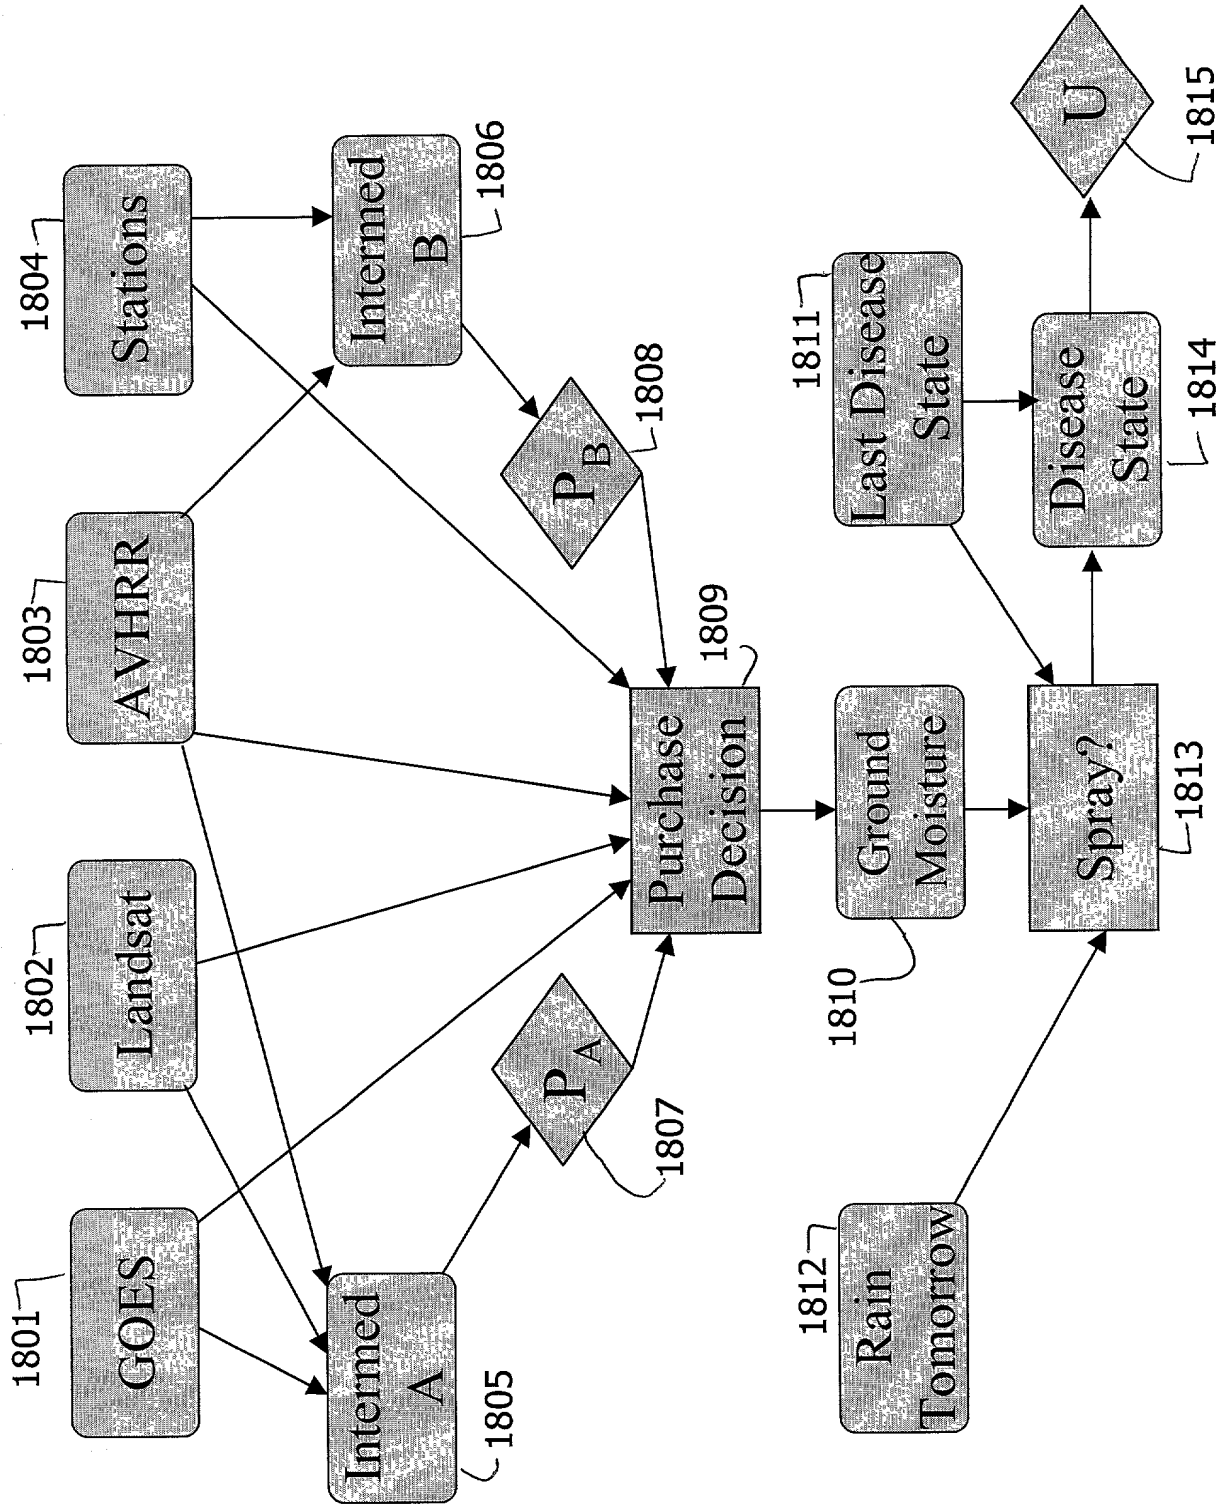 1801
1802
1803
1804
GOES
Landsat
AVHRR
Stations
Intermed
A
1805
Intermed
B
1806
P A
1807
P B
1808
Purchase
Decision
1809
1812
Rain
Tomorrow
1810
Ground
Moisture
1811
Last Disease
State
Spray?
1813
Disease
State
1814
U
1815